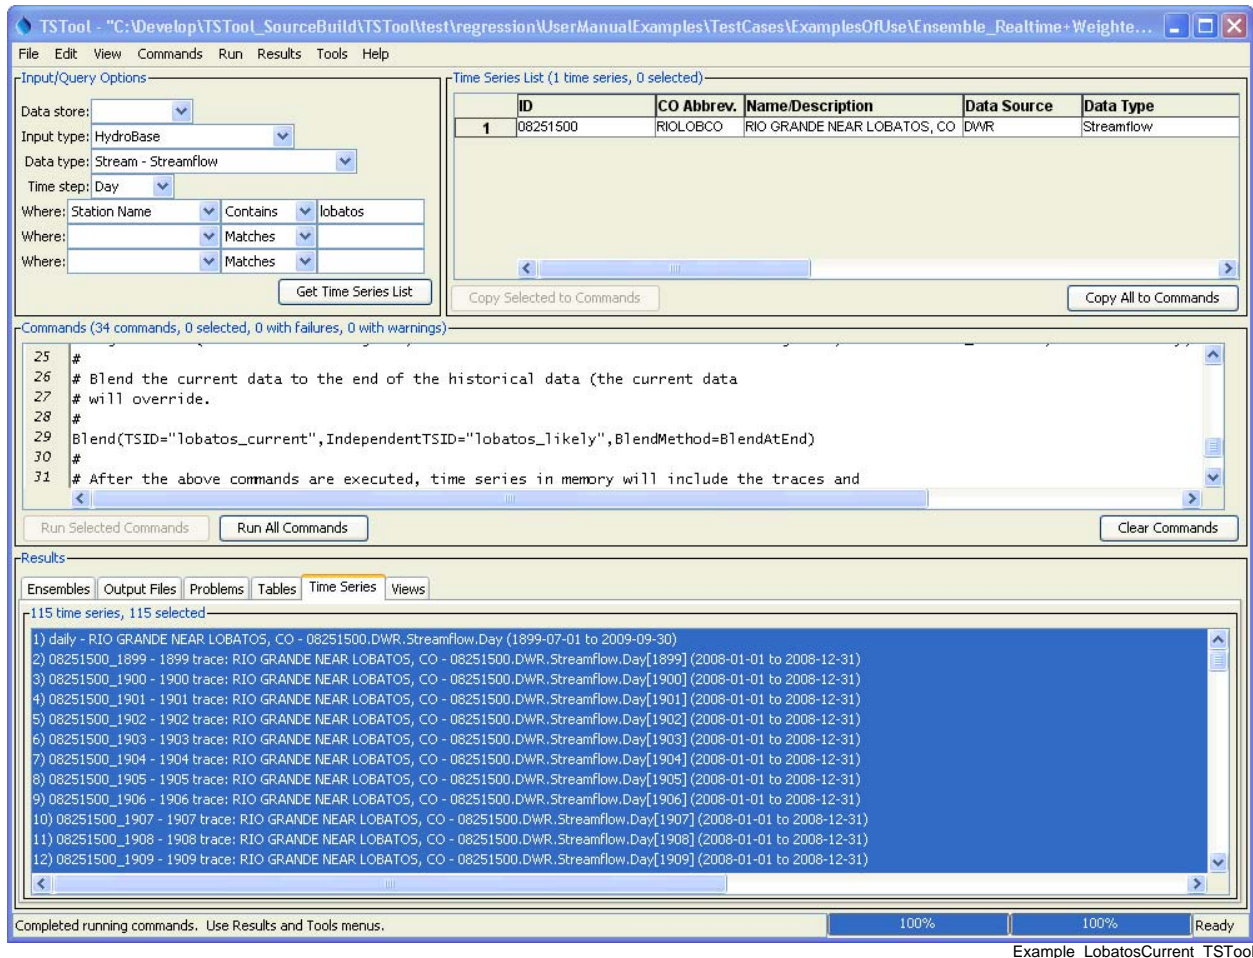 TSTool - "C:\Develop\TSTool_SourceBuild\TSTool\test\regression\UserManualExamples\TestCases\ExamplesOfUse\Ensemble_Realtime+Weighte...
File Edit View Commands Run Results Tools Help
Input/Query Options
Data store:
Input type: HydroBase
Data type: Stream - Streamflow
Time step: Day
Where: Station Name Contains lobatos
Where: Matches
Where: Matches
Get Time Series List
Time Series List (1 time series, 0 selected)
ID CO Abbrev. Name/Description Data Source Data Type
1 08251500 RIOLOBCO RIO GRANDE NEAR LOBATOS, CO DWR Streamflow
Copy Selected to Commands Copy All to Commands
Commands (34 commands, 0 selected, 0 with failures, 0 with warnings)
25 #
26 # Blend the current data to the end of the historical data (the current data
27 # will override.
28 #
29 Blend(TSID="lobatos_current",IndependentTSID="lobatos_likely",BlendMethod=BlendAtEnd)
30 #
31 # After the above commands are executed, time series in memory will include the traces and
Run Selected Commands Run All Commands Clear Commands
Results
Ensembles Output Files Problems Tables Time Series Views
115 time series, 115 selected
1) daily - RIO GRANDE NEAR LOBATOS, CO - 08251500.DWR.Streamflow.Day (1899-07-01 to 2009-09-30)
2) 08251500_1899 - 1899 trace: RIO GRANDE NEAR LOBATOS, CO - 08251500.DWR.Streamflow.Day[1899] (2008-01-01 to 2008-12-31)
3) 08251500_1900 - 1900 trace: RIO GRANDE NEAR LOBATOS, CO - 08251500.DWR.Streamflow.Day[1900] (2008-01-01 to 2008-12-31)
4) 08251500_1901 - 1901 trace: RIO GRANDE NEAR LOBATOS, CO - 08251500.DWR.Streamflow.Day[1901] (2008-01-01 to 2008-12-31)
5) 08251500_1902 - 1902 trace: RIO GRANDE NEAR LOBATOS, CO - 08251500.DWR.Streamflow.Day[1902] (2008-01-01 to 2008-12-31)
6) 08251500_1903 - 1903 trace: RIO GRANDE NEAR LOBATOS, CO - 08251500.DWR.Streamflow.Day[1903] (2008-01-01 to 2008-12-31)
7) 08251500_1904 - 1904 trace: RIO GRANDE NEAR LOBATOS, CO - 08251500.DWR.Streamflow.Day[1904] (2008-01-01 to 2008-12-31)
8) 08251500_1905 - 1905 trace: RIO GRANDE NEAR LOBATOS, CO - 08251500.DWR.Streamflow.Day[1905] (2008-01-01 to 2008-12-31)
9) 08251500_1906 - 1906 trace: RIO GRANDE NEAR LOBATOS, CO - 08251500.DWR.Streamflow.Day[1906] (2008-01-01 to 2008-12-31)
10) 08251500_1907 - 1907 trace: RIO GRANDE NEAR LOBATOS, CO - 08251500.DWR.Streamflow.Day[1907] (2008-01-01 to 2008-12-31)
11) 08251500_1908 - 1908 trace: RIO GRANDE NEAR LOBATOS, CO - 08251500.DWR.Streamflow.Day[1908] (2008-01-01 to 2008-12-31)
12) 08251500_1909 - 1909 trace: RIO GRANDE NEAR LOBATOS, CO - 08251500.DWR.Streamflow.Day[1909] (2008-01-01 to 2008-12-31)
Completed running commands. Use Results and Tools menus. 100% 100% Ready
Example_LobatosCurrent_TSTool